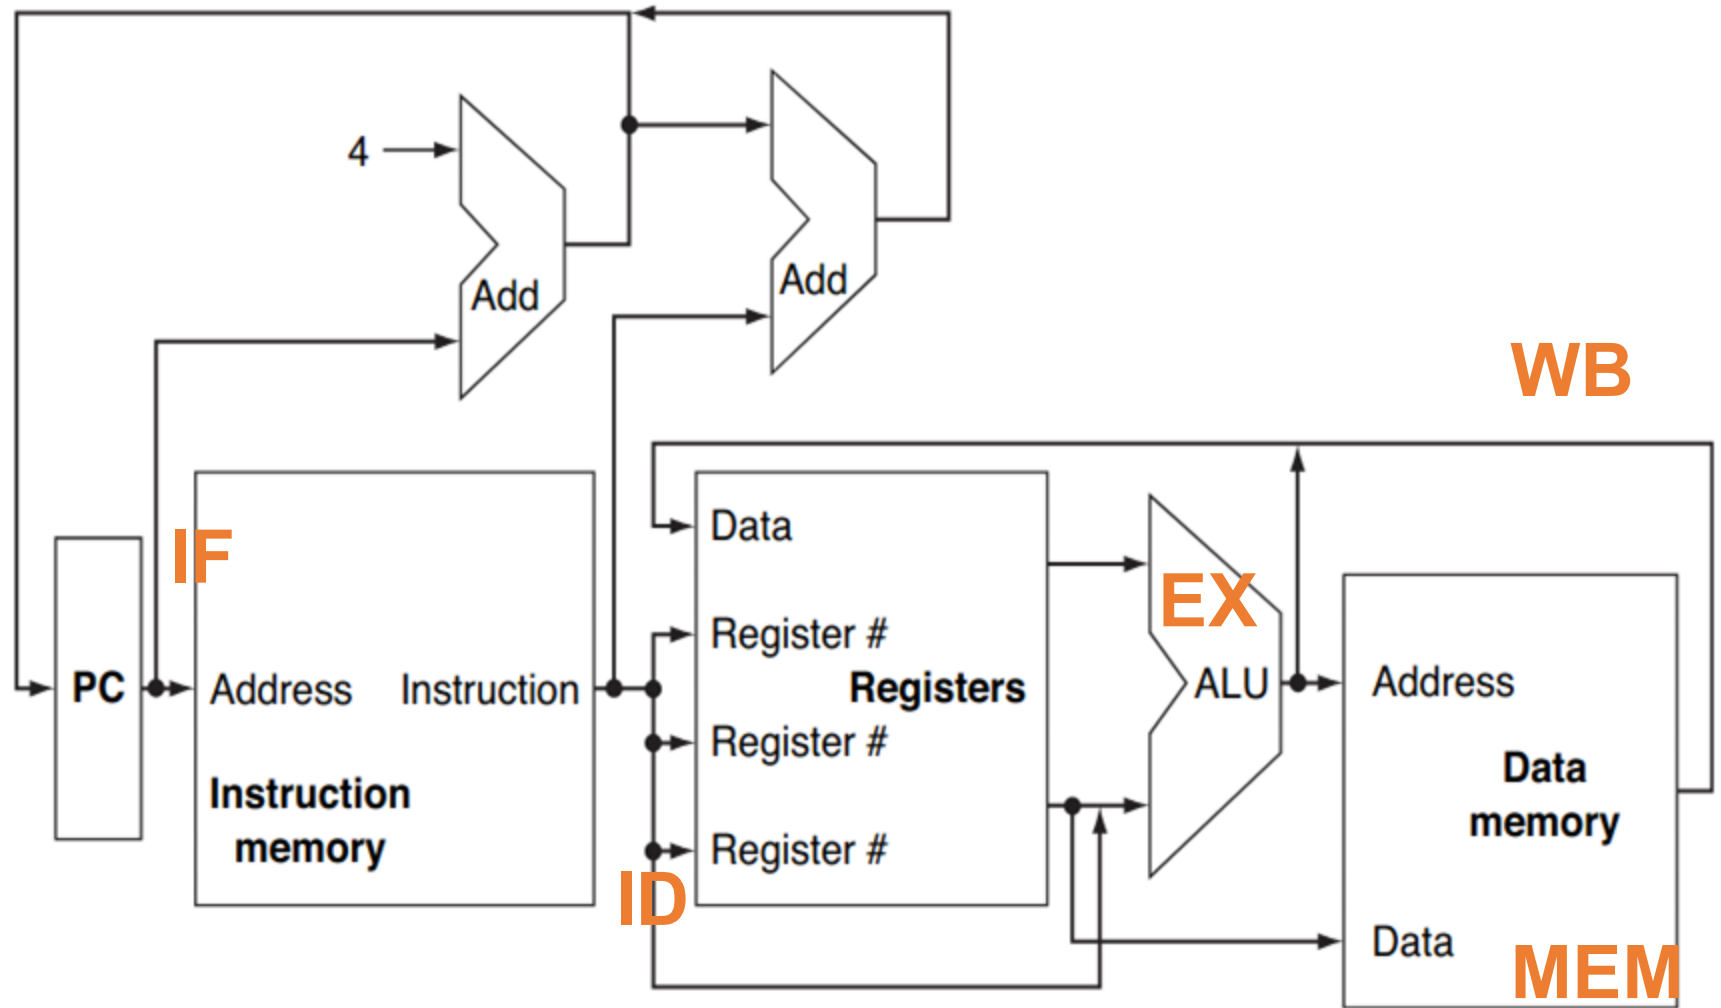 4
Add
Add
WB
IF
PC
Address
Instruction
Instruction
memory
ID
Data
Register #
Registers
Register #
Register #
EX
ALU
Address
Data
memory
Data
MEM